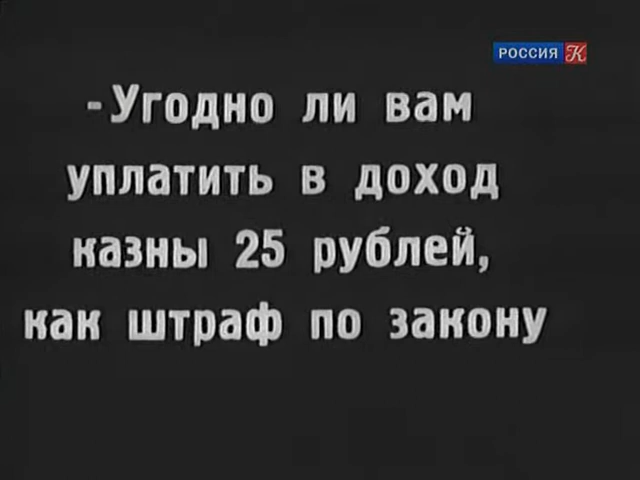 РОССИЯ К
-Угодно ли вам
уплатить в доход
казны 25 рублей,
как штраф по закону